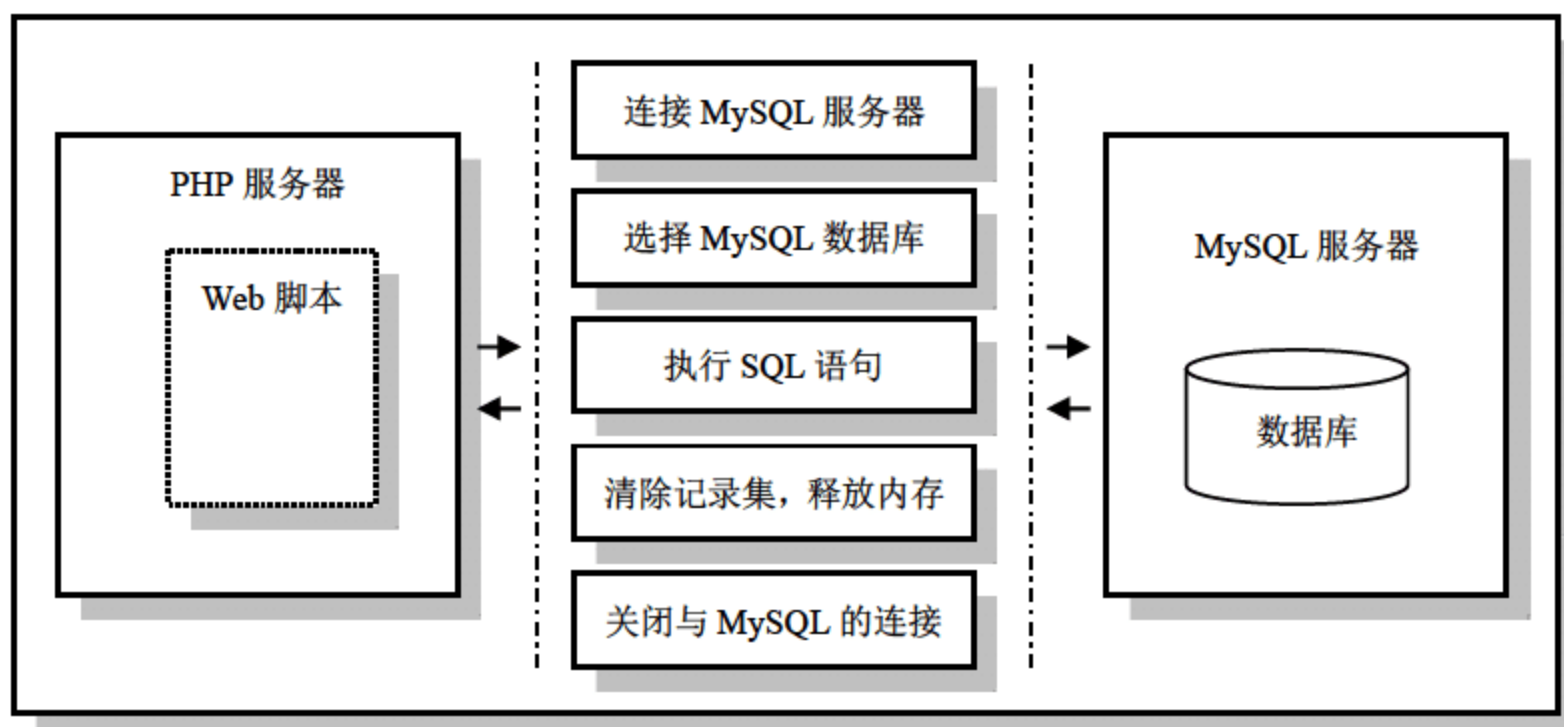 PHP 服务器
Web 脚本
连接 MySQL 服务器
选择 MySQL 数据库
执行 SQL 语句
清除记录集，释放内存
关闭与 MySQL 的连接
MySQL 服务器
数据库